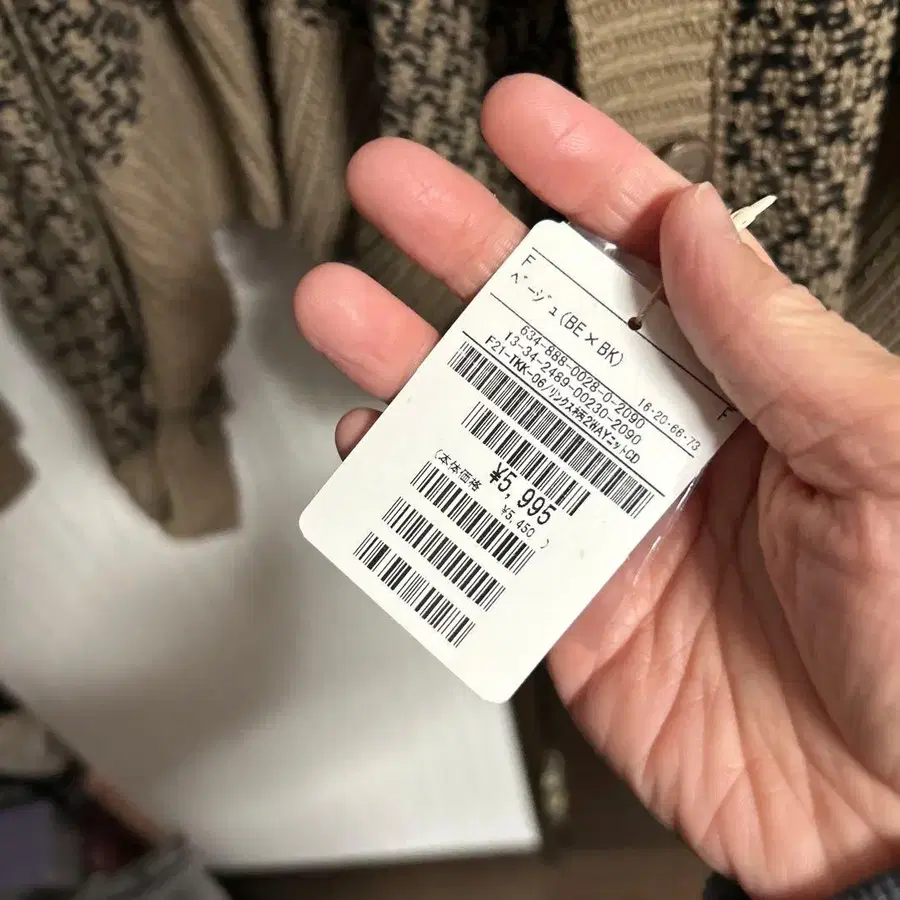 F
ベージュ(BE×BK)
16・20・66・73
634-888-0028-0-2090
F
13-34-2489-00230-2090
F21-TKK-06/リンクス柄2WAYニットCD
¥5,995
(本体価格 ¥5,450 )